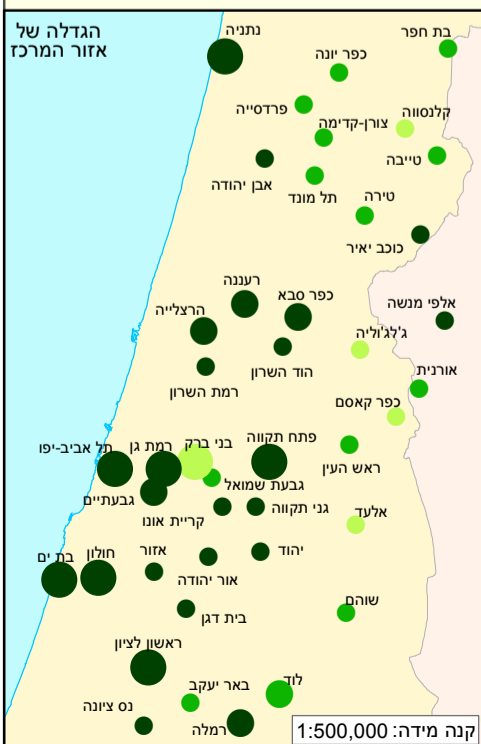 הגדלה של
אזור המרכז
נתניה
בת חפר
כפר יונה
פרדסייה
צורן-קדימה
קלנסווה
טייבה
אבן יהודה
תל מונד
טירה
כוכב יאיר
רעננה
כפר סבא
הרצלייה
אלפי מנשה
ג'לג'וליה
הוד השרון
רמת השרון
אורנית
כפר קאסם
פתח תקווה
בני ברק
רמת גן
תל אביב-יפו
ראש העין
גבעת שמואל
גבעתיים
גני תקווה
קריית אונו
אלעד
יהוד
אור יהודה
אזור
חולון
בת ים
בית דגן
שוהם
ראשון לציון
לוד
באר יעקב
נס ציונה
רמלה
קנה מידה: 1:500,000